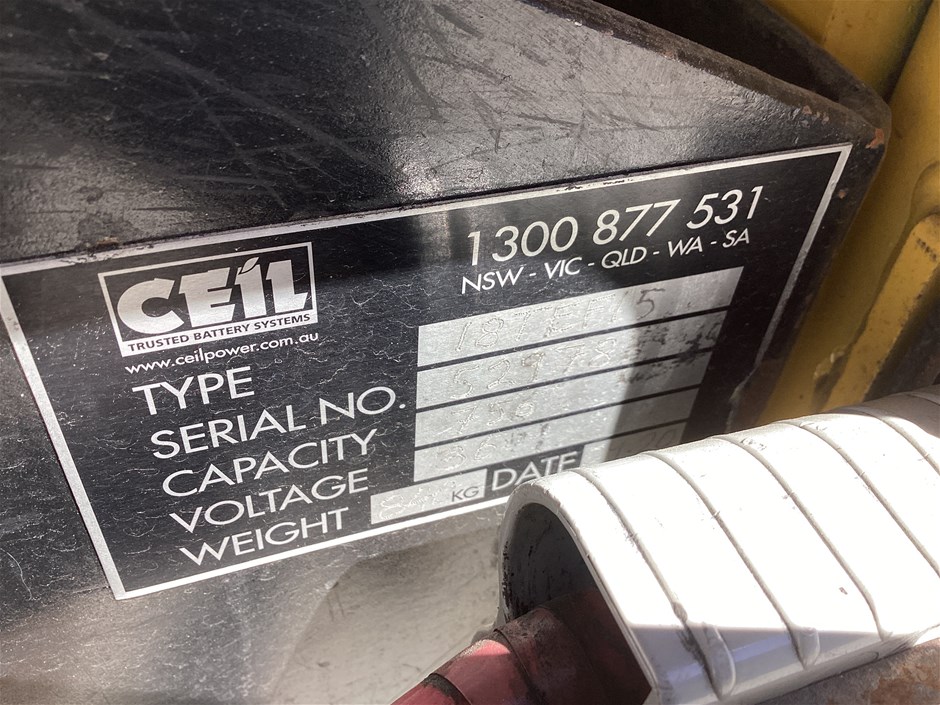 CEIL
TRUSTED BATTERY SYSTEMS
www.ceilpower.com.au
1300 877 531
NSW - VIC - QLD - WA - SA
TYPE
SERIAL NO.
CAPACITY 756
VOLTAGE
WEIGHT KG DATE